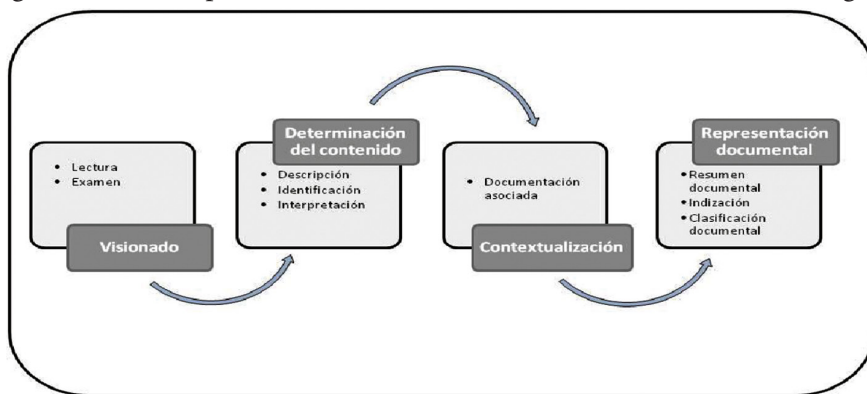 Lectura
Examen
Visionado
Determinación
del contenido
Descripción
Identificación
Interpretación
Documentación
asociada
Contextualización
Representación
documental
Resumen
documental
Indización
Clasificación
documental